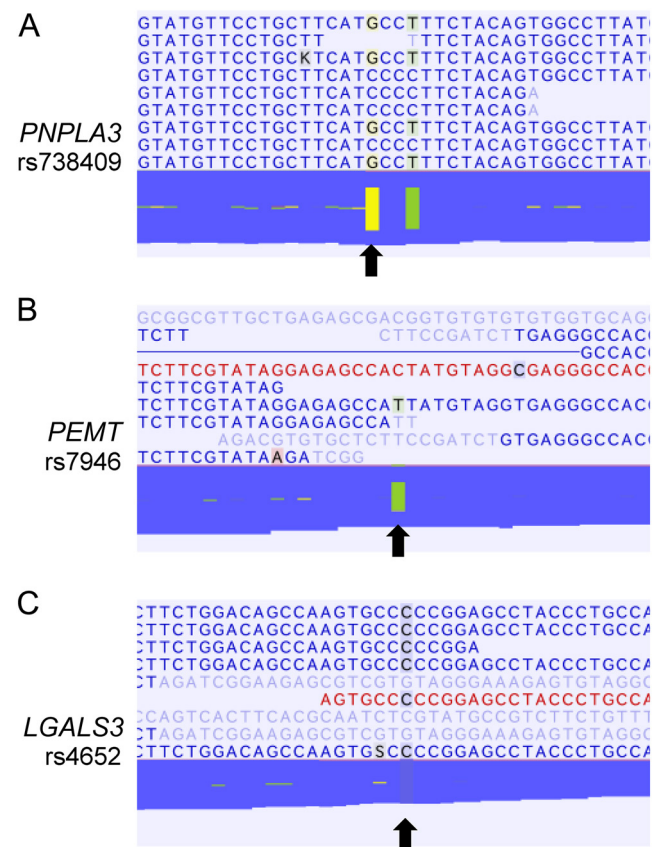 A
GTATGTTCCTGCTTCATGCCTTTCTACAGTGGCCTTAT
GTATGTTCCTGCTT TTTCTACAGTGGCCTTAT
GTATGTTCCTGCKTCATGCCTTTCTACAGTGGCCTTAT
GTATGTTCCTGCTTCATCCCCTTCTACAGTGGCCTTAT
GTATGTTCCTGCTTCATCCCCTTCTACAGA
GTATGTTCCTGCTTCATCCCCTTCTACAGA
GTATGTTCCTGCTTCATGCCTTTCTACAGTGGCCTTAT
GTATGTTCCTGCTTCATCCCCTTCTACAGTGGCCTTAT
GTATGTTCCTGCTTCATGCCTTTCTACAGTGGCCTTAT
PNPLA3
rs738409
B
GCGGCGTTGCTGAGAGCGACGGTGTGTGTGTGGTGCAG
TCTT CTTCCGATCTTGAGGGCCAC
GCCAC
TCTTCGTATAGGAGAGCCACTATGTAGGCGAGGGCCAC
TCTTCGTATAG
TCTTCGTATAGGAGAGCCATTATGTAGGTGAGGGCCAC
TCTTCGTATAGGAGAGCCATT
AGACGTGTGCTCTTCCGATCTGTGAGGGCCAC
TCTTCGTATAAGATCGG
PEMT
rs7946
C
CTTCTGGACAGCCAAGTGCCCCCGGAGCCTACCCTGCCA
CTTCTGGACAGCCAAGTGCCCCCGGAGCCTACCCTGCCA
CTTCTGGACAGCCAAGTGCCCCCGGA
CTTCTGGACAGCCAAGTGCCCCCGGAGCCTACCCTGCCA
CTAGATCGGAAGAGCGTCGTGTAGGGAAAGAGTGTAGGC
AGTGCCCCCGGAGCCTACCCTGCCA
CCAGTCACTTCACGCAATCTCGTATGCCGTCTTCTGTTT
CTAGATCGGAAGAGCGTCGTGTAGGGAAAGAGTGTAGGC
CTTCTGGACAGCCAAGTGSCCCCGGAGCCTACCCTGCCA
LGALS3
rs4652